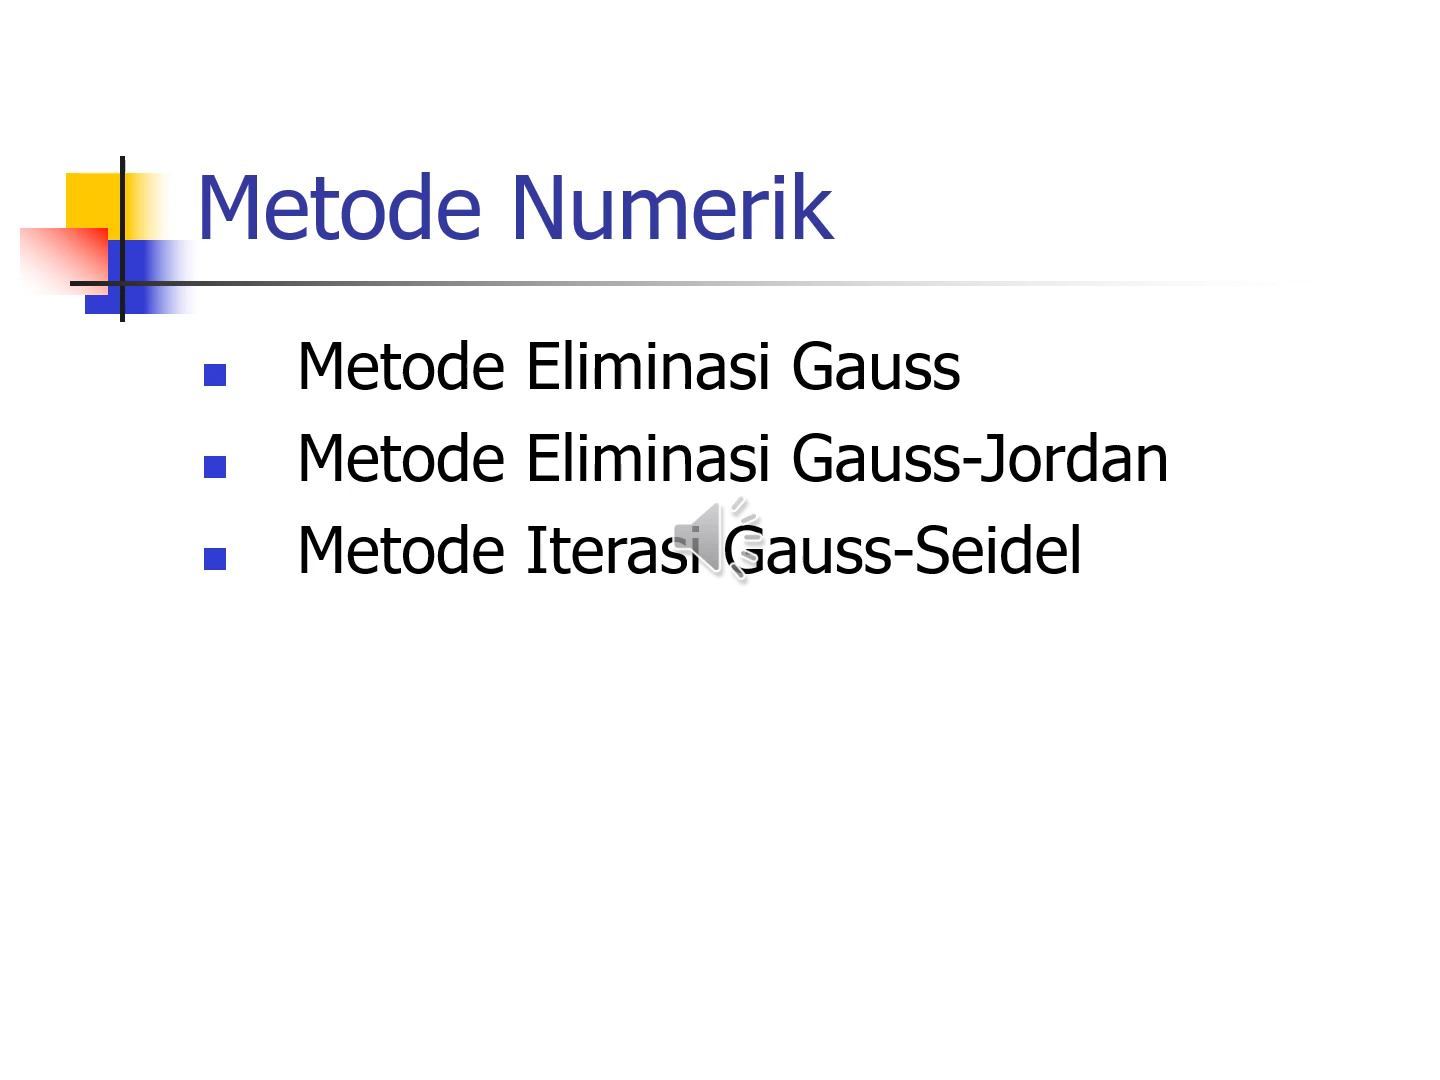 Metode Numerik
Metode Eliminasi Gauss
Metode Eliminasi Gauss-Jordan
Metode Iterasi Gauss-Seidel